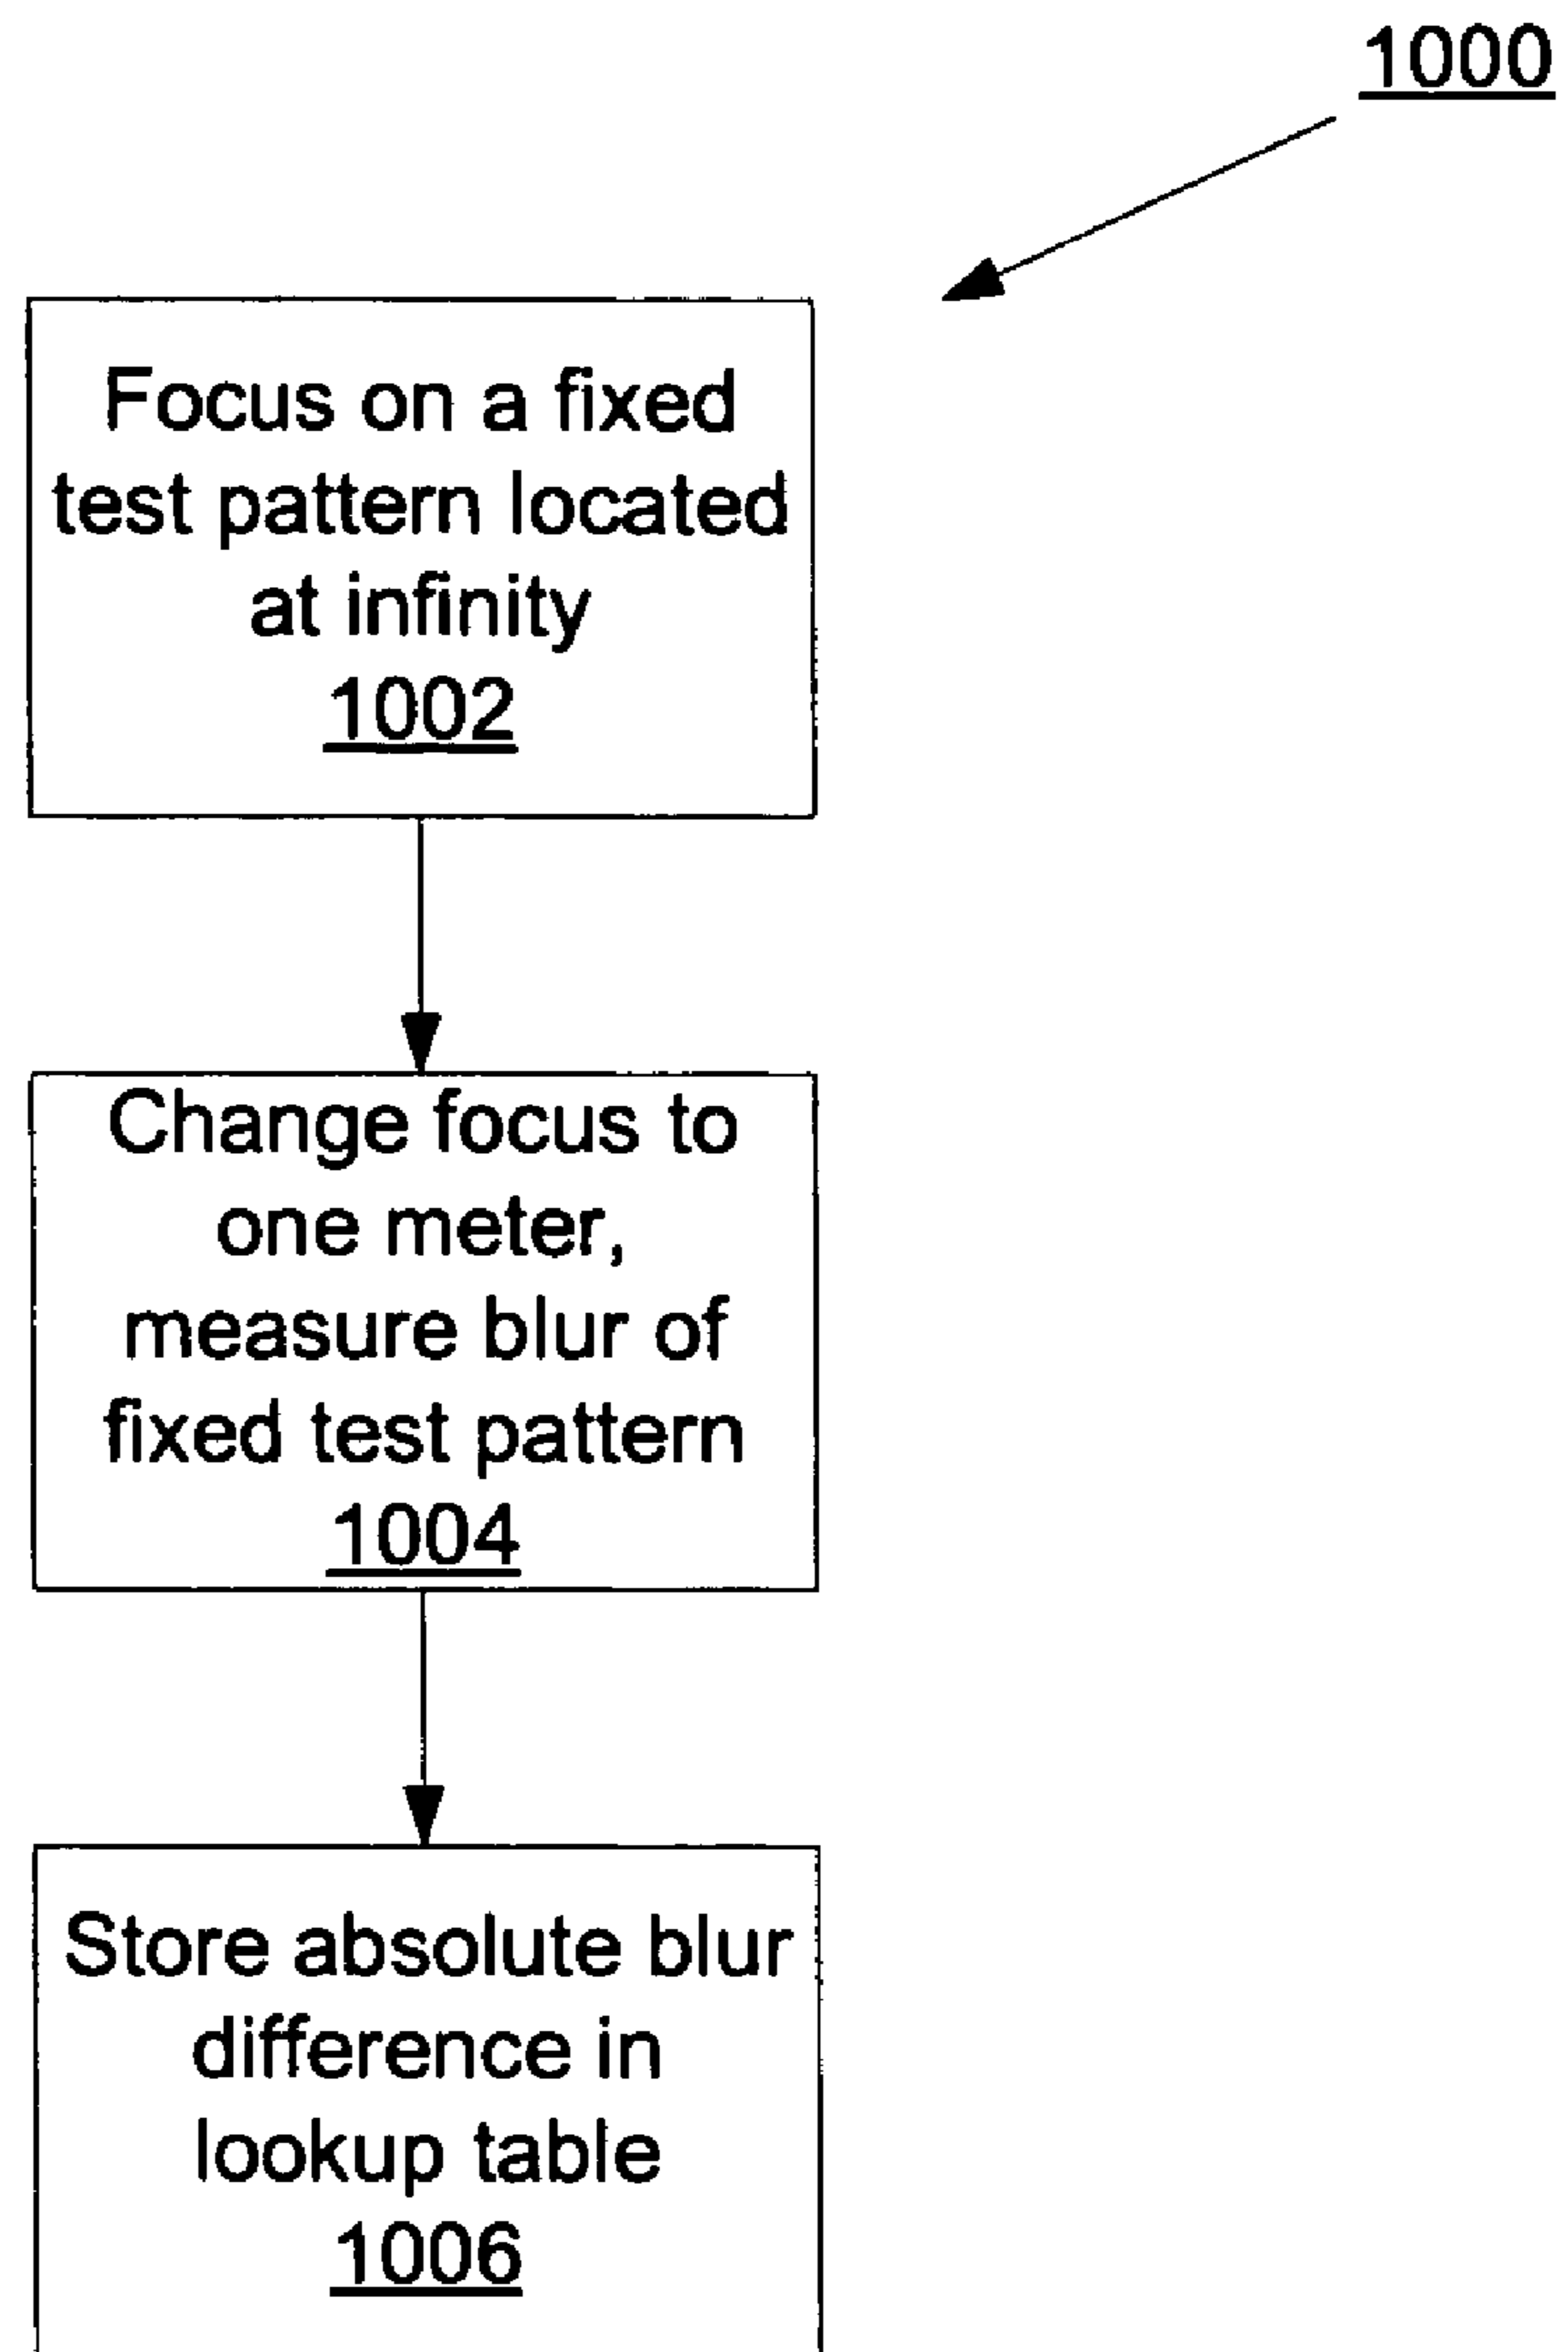 1000
Focus on a fixed
test pattern located
at infinity
1002
Change focus to
one meter,
measure blur of
fixed test pattern
1004
Store absolute blur
difference in
lookup table
1006